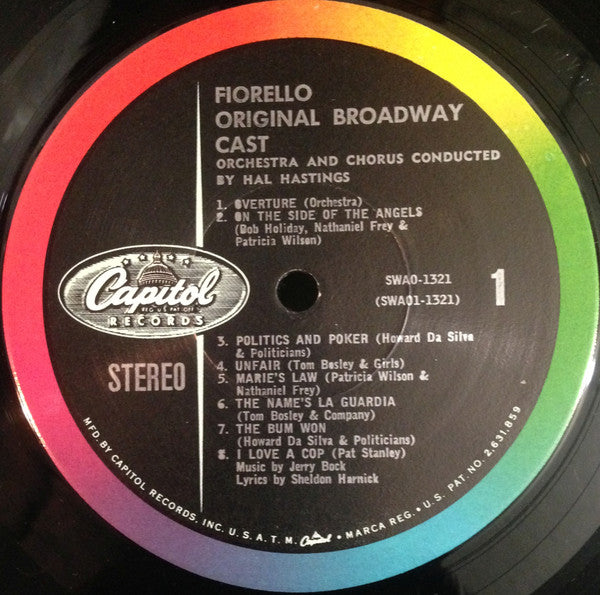 FIORELLO
ORIGINAL BROADWAY
CAST
ORCHESTRA AND CHORUS CONDUCTED
BY HAL HASTINGS
1. OVERTURE (Orchestra)
2. ON THE SIDE OF THE ANGELS
(Bob Holiday, Nathaniel Frey &
Patricia Wilson)
Capitol
REG. U.S. PAT. OFF.
RECORDS
STEREO
SWAO-1321
(SWAO1-1321)
1
3. POLITICS AND POKER (Howard Da Silva
& Politicians)
4. UNFAIR (Tom Bosley & Girls)
5. MARIE'S LAW (Patricia Wilson &
Nathaniel Frey)
6. THE NAME'S LA GUARDIA
(Tom Bosley & Company)
7. THE BUM WON
(Howard Da Silva & Politicians)
8. I LOVE A COP (Pat Stanley)
Music by Jerry Bock
Lyrics by Sheldon Harnick
MFD. BY CAPITOL RECORDS, INC. U.S.A. T.M. Capitol • MARCA REG. • U.S. PAT. NO. 2,631,859